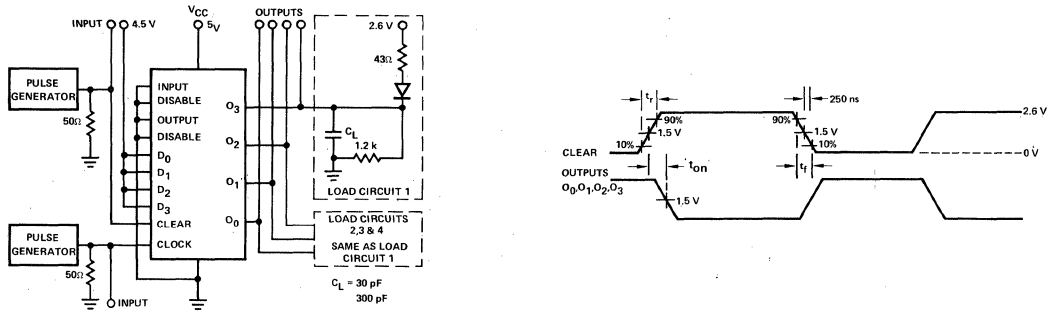 INPUT
4.5 V
VCC
5V
OUTPUTS
2.6 V
43Ω
PULSE
GENERATOR
50Ω
INPUT
DISABLE
OUTPUT
DISABLE
D0
D1
D2
D3
CLEAR
CLOCK
O3
O2
O1
O0
CL
1.2 k
LOAD CIRCUIT 1
LOAD CIRCUITS
2,3 & 4
SAME AS LOAD
CIRCUIT 1
PULSE
GENERATOR
50Ω
INPUT
CL = 30 pF
300 pF
tr
250 ns
90%
1.5 V
10%
90%
1.5 V
10%
2.6 V
0 V
CLEAR
ton
tf
OUTPUTS
O0,O1,O2,O3
1.5 V